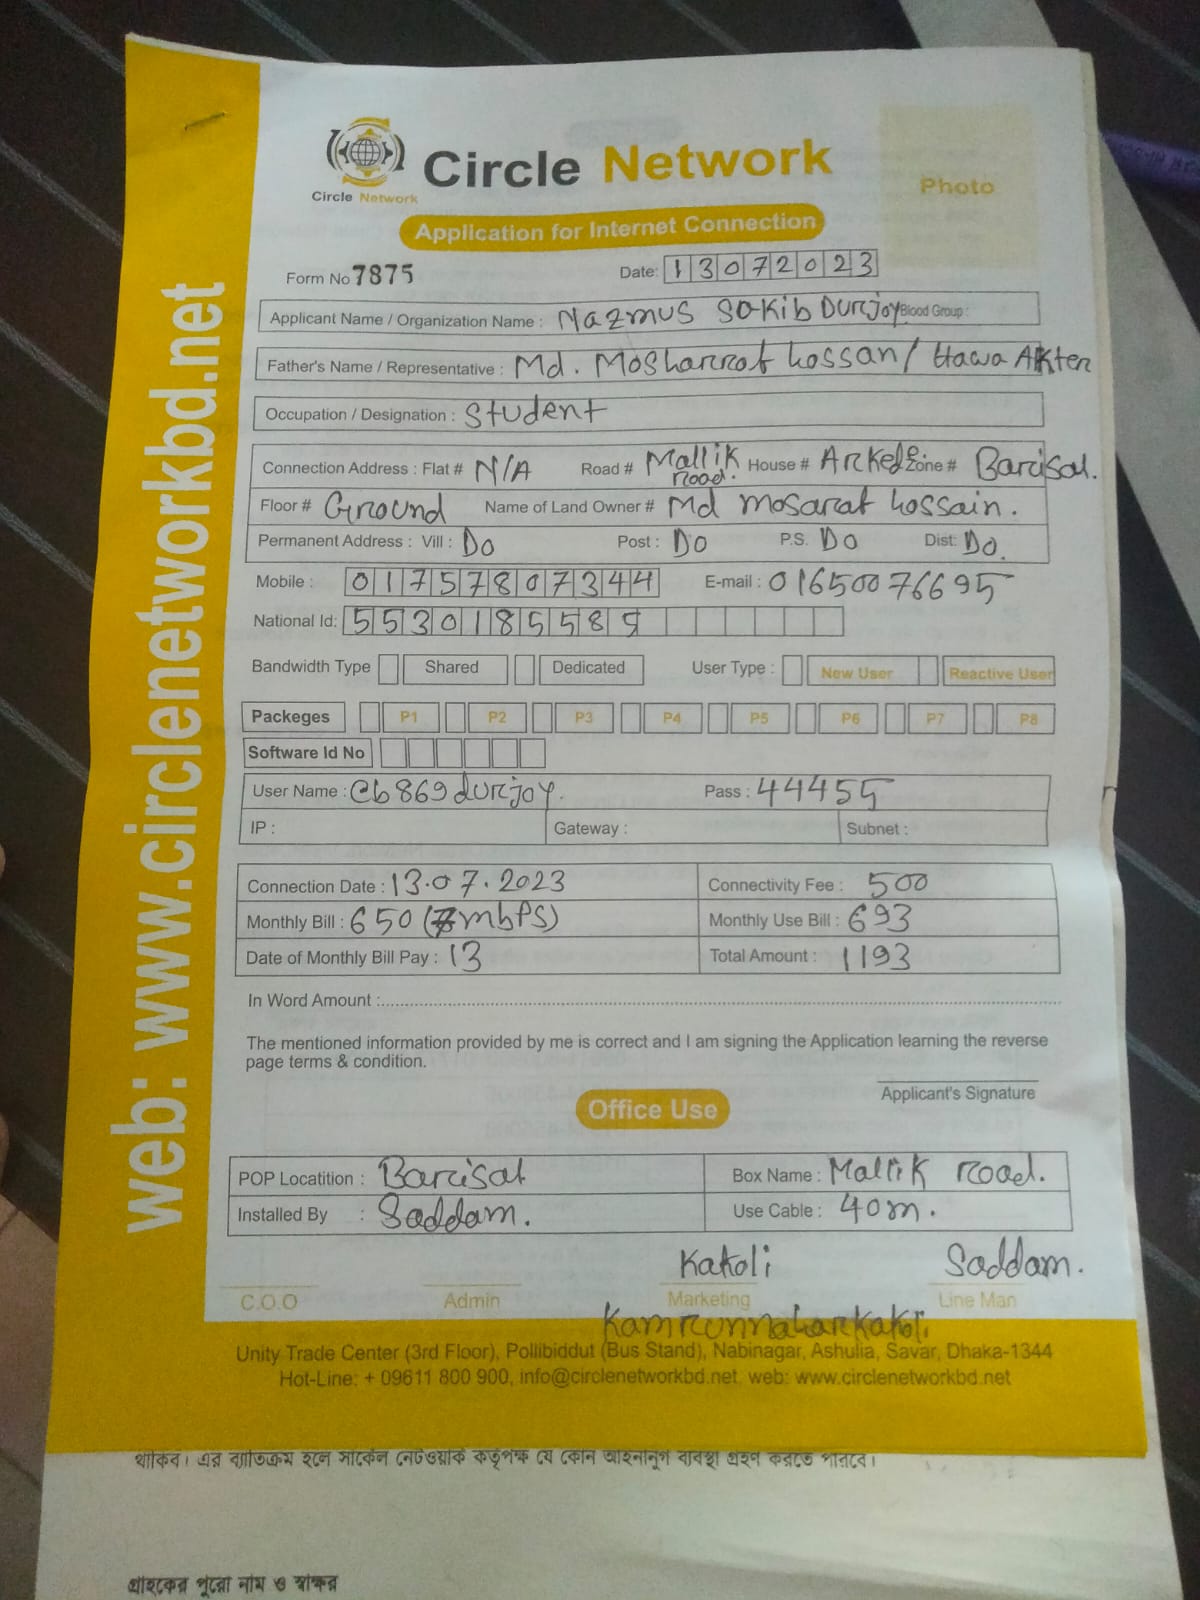 web: www.circlenetworkbd.net
Circle Network
Circle Network
Photo
Application for Internet Connection
Form No 7875 Date: 13072023
Applicant Name / Organization Name : Nazmus Sakib Durjoy Blood Group :
Father's Name / Representative : Md. Mosharraf hossan / Hawa Akter
Occupation / Designation : Student
Connection Address : Flat # N/A Road # Mallik Road. House # Zone # Barisal.
Floor # Ground Name of Land Owner # Md mosaraf hossain.
Permanent Address : Vill : Do Post : Do P.S. Do Dist: Do.
Mobile : 01757807344 E-mail : 01650076695
National Id: 5530185585
Bandwidth Type Shared Dedicated User Type : New User Reactive User
Packeges P1 P2 P3 P4 P5 P6 P7 P8
Software Id No
User Name : cb869durjoy. Pass : 44455
IP : Gateway : Subnet :
Connection Date : 13.07.2023 Connectivity Fee : 500
Monthly Bill : 650 (7mbps) Monthly Use Bill : 693
Date of Monthly Bill Pay : 13 Total Amount : 1193
In Word Amount :
The mentioned information provided by me is correct and I am signing the Application learning the reverse
page terms & condition.
Applicant's Signature
Office Use
POP Locatition : Barisal Box Name : Mallik road.
Installed By : Saddam. Use Cable : 40m.
Kakoli Saddam.
C.O.O Admin Marketing Line Man
Kamrunnahar Kakoli
Unity Trade Center (3rd Floor), Pollibiddut (Bus Stand), Nabinagar, Ashulia, Savar, Dhaka-1344
Hot-Line: + 09611 800 900, info@circlenetworkbd.net. web: www.circlenetworkbd.net
থাকিব। এর ব্যতিক্রম হলে সার্কেল নেটওয়ার্ক কর্তৃপক্ষ যে কোন আইনানুগ ব্যবস্থা গ্রহণ করতে পারবে।
গ্রাহকের পুরো নাম ও স্বাক্ষর